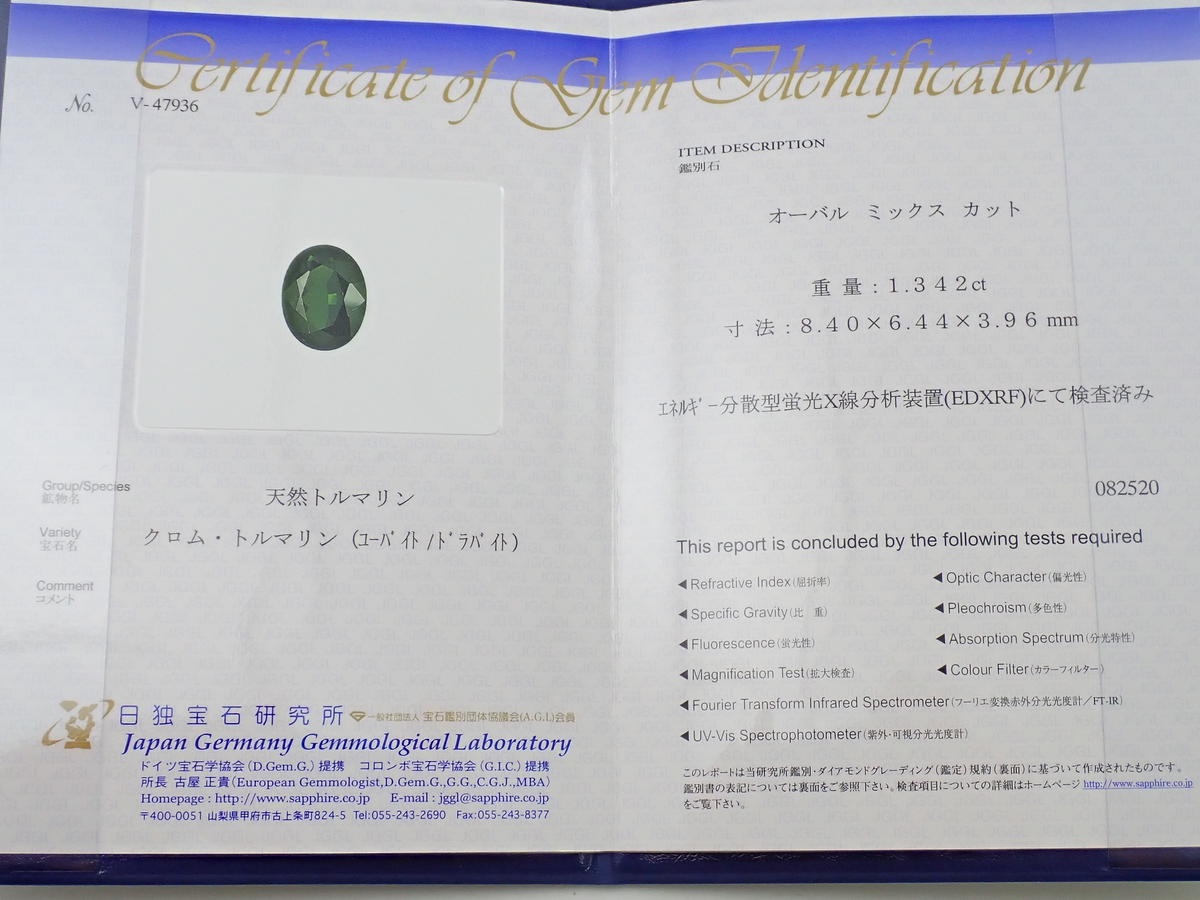 Certificate of Gem Identification
No. V-47936
Group/Species
鉱物名
天然トルマリン
Variety
宝石名
クロム・トルマリン (ﾕｰﾊﾞｲﾄ/ﾄﾞﾗﾊﾞｲﾄ)
Comment
コメント
日独宝石研究所 一般社団法人 宝石鑑別団体協議会(A.G.L)会員
Japan Germany Gemmological Laboratory
ドイツ宝石学協会(D.Gem.G.)提携 コロンボ宝石学協会(G.I.C.)提携
所長 古屋 正貴(European Gemmologist,D.Gem.G.,G.G.,C.G.J.,MBA)
Homepage : http://www.sapphire.co.jp E-mail : jggl@sapphire.co.jp
〒400-0051 山梨県甲府市古上条町824-5 Tel:055-243-2690 Fax:055-243-8377
ITEM DESCRIPTION
鑑別石
オーバル ミックス カット
重 量 : 1.342ct
寸 法 : 8.40×6.44×3.96 mm
ｴﾈﾙｷﾞｰ分散型蛍光X線分析装置(EDXRF)にて検査済み
082520
This report is concluded by the following tests required
◀ Refractive Index(屈折率) ◀ Optic Character(偏光性)
◀ Specific Gravity(比 重) ◀ Pleochroism(多色性)
◀ Fluorescence(蛍光性) ◀ Absorption Spectrum(分光特性)
◀ Magnification Test(拡大検査) ◀ Colour Filter(カラーフィルター)
◀ Fourier Transform Infrared Spectrometer(フーリエ変換赤外分光光度計/FT-IR)
◀ UV-Vis Spectrophotometer(紫外・可視分光光度計)
このレポートは当研究所鑑別・ダイアモンドグレーディング(鑑定)規約(裏面)に基づいて作成されたものです。
鑑別書の表記については裏面をご参照下さい。検査項目についての詳細はホームページ http://www.sapphire.co.jp
をご覧下さい。